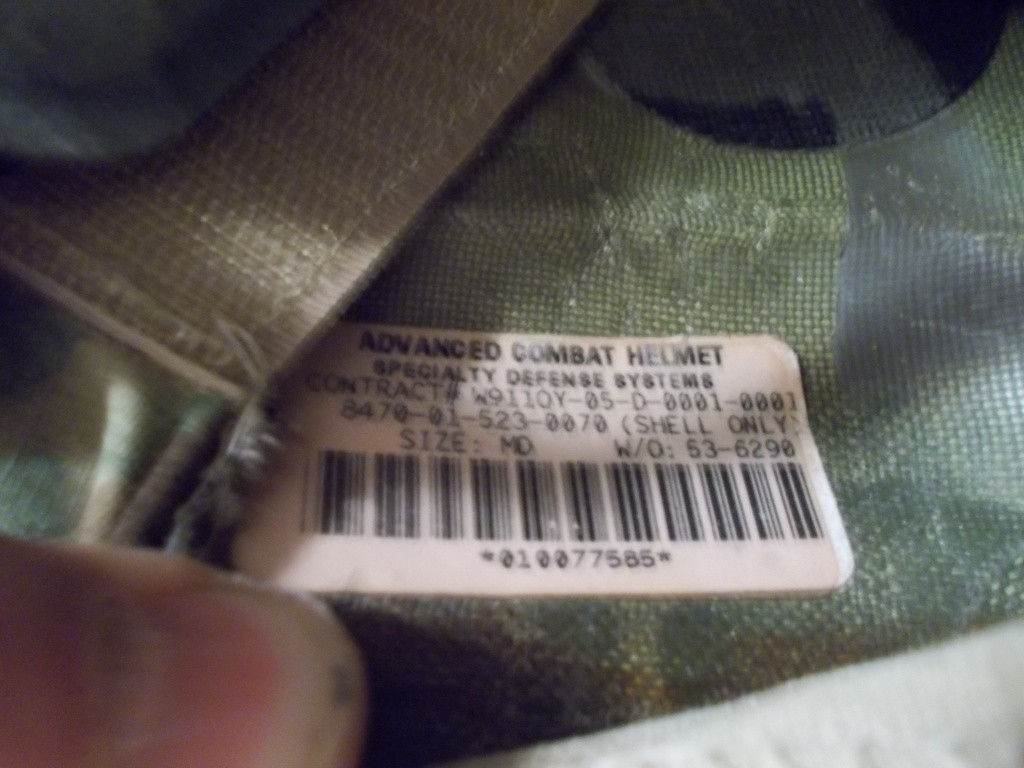 ADVANCED COMBAT HELMET
SPECIALTY DEFENSE SYSTEMS
CONTRACT# W911QY-05-D-0001-0001
8470-01-523-0070 (SHELL ONLY)
SIZE: MD W/O: 53-6290
*010077585*